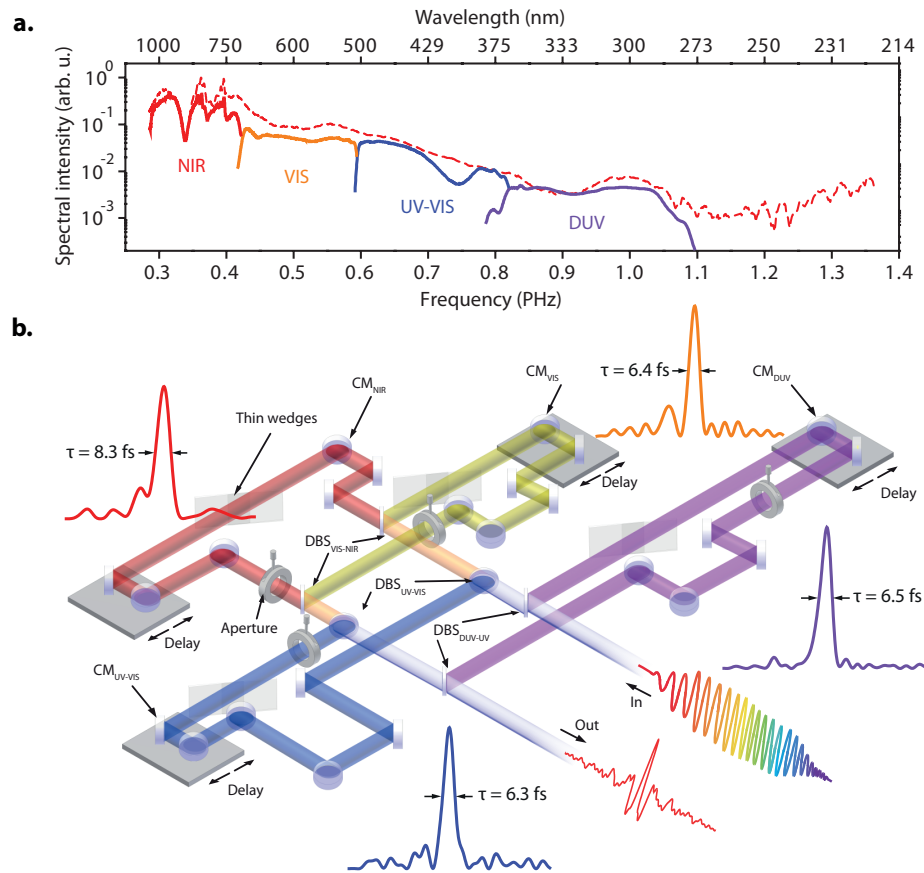 a.
Wavelength (nm)
1000 750 600 500 429 375 333 300 273 250 231 214
Spectral intensity (arb. u.)
10^0
10^-1
10^-2
10^-3
NIR
VIS
UV-VIS
DUV
0.3 0.4 0.5 0.6 0.7 0.8 0.9 1.0 1.1 1.2 1.3 1.4
Frequency (PHz)
b.
τ = 8.3 fs
Thin wedges
CM_NIR
CM_VIS
τ = 6.4 fs
CM_DUV
Delay
Delay
DBS_VIS-NIR
DBS_UV-VIS
DBS_DUV-UV
τ = 6.5 fs
Aperture
Delay
CM_UV-VIS
In
Out
Delay
τ = 6.3 fs